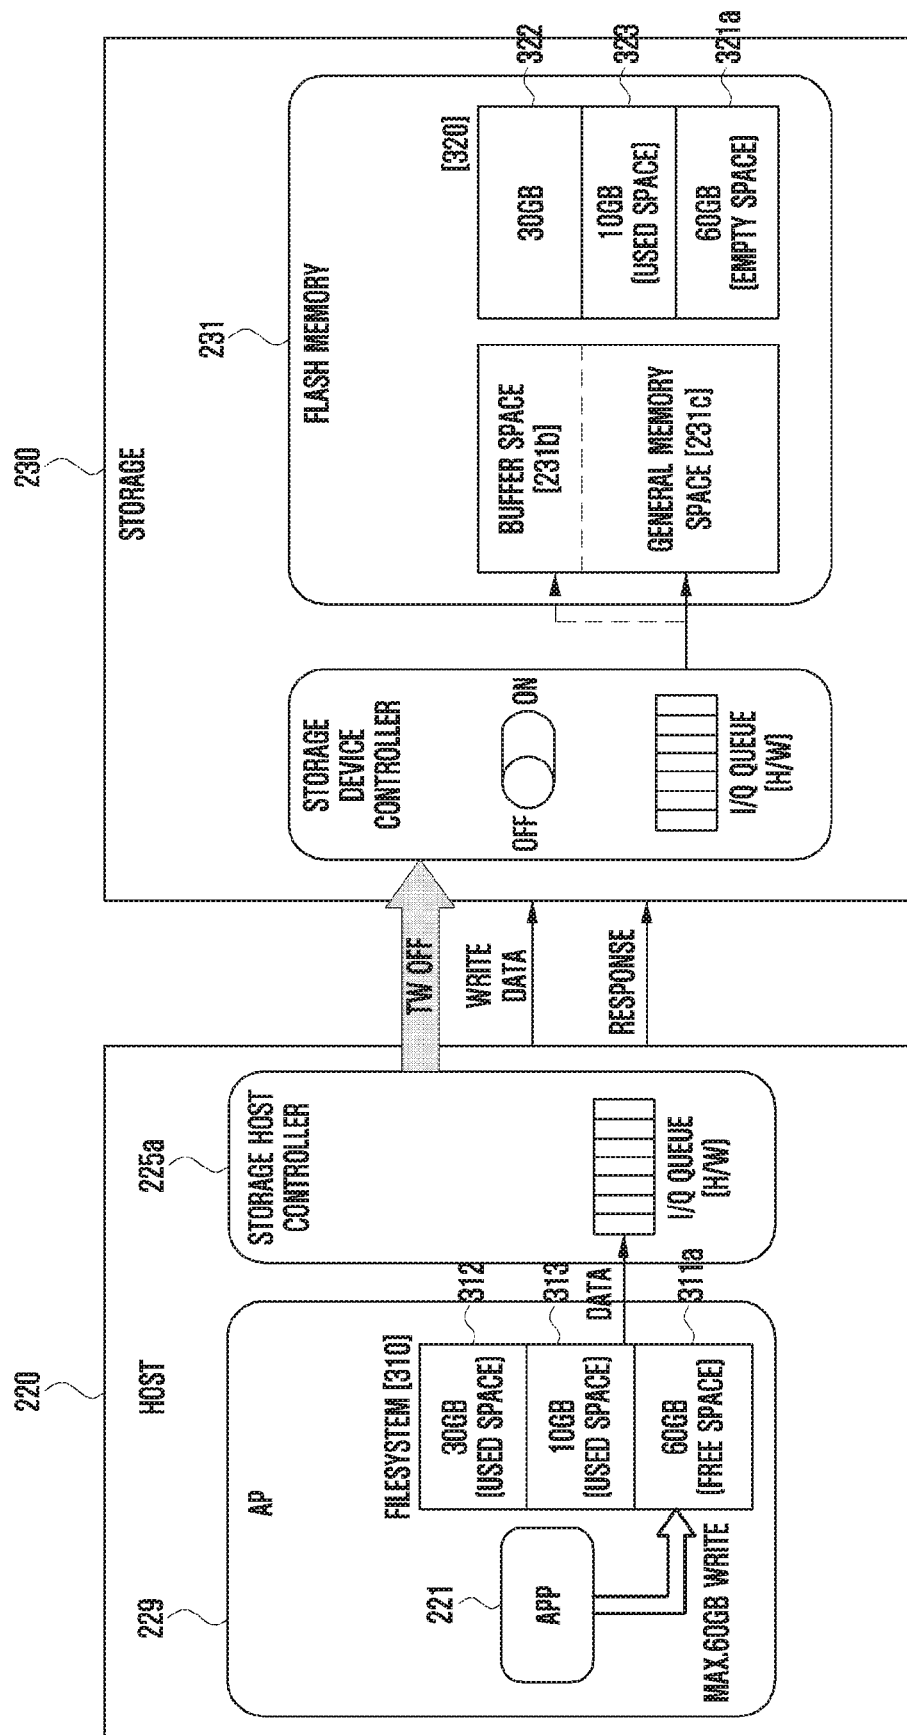 220
HOST
229
AP
221
APP
MAX.60GB WRITE
FILESYSTEM [310]
30GB
(USED SPACE)
312
10GB
(USED SPACE)
313
60GB
(FREE SPACE)
311a
DATA
225a
STORAGE HOST
CONTROLLER
I/Q QUEUE
[H/W]
TW OFF
WRITE
DATA
RESPONSE
230
STORAGE
STORAGE
DEVICE
CONTROLLER
OFF
ON
I/Q QUEUE
[H/W]
231
FLASH MEMORY
BUFFER SPACE
[231b]
GENERAL MEMORY
SPACE [231c]
[320]
30GB
322
10GB
(USED SPACE)
323
60GB
[EMPTY SPACE]
321a